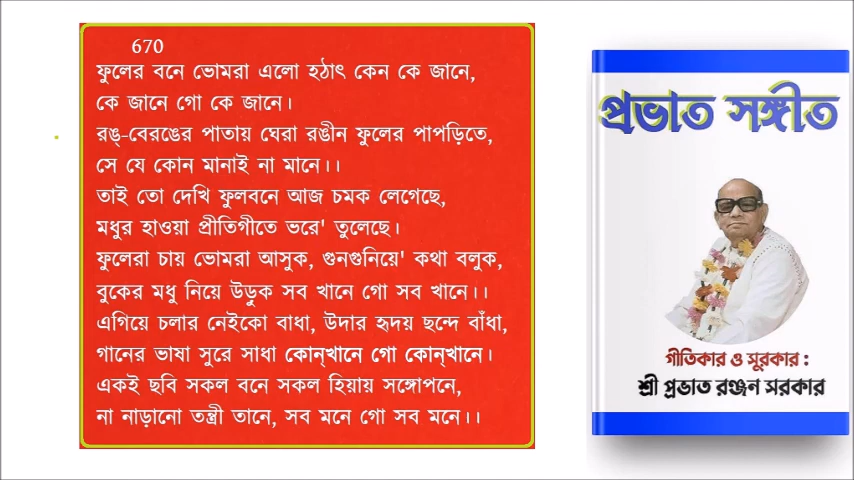 670
ফুলের বনে ভোমরা এলো হঠাৎ কেন কে জানে,
কে জানে গো কে জানে।
রঙ্-বেরঙের পাতায় ঘেরা রঙীন ফুলের পাপড়িতে,
সে যে কোন মানাই না মানে।।
তাই তো দেখি ফুলবনে আজ চমক লেগেছে,
মধুর হাওয়া প্রীতিগীতে ভরে' তুলেছে।
ফুলেরা চায় ভোমরা আসুক, গুনগুনিয়ে' কথা বলুক,
বুকের মধু নিয়ে উড়ুক সব খানে গো সব খানে।।
এগিয়ে চলার নেইকো বাধা, উদার হৃদয় ছন্দে বাঁধা,
গানের ভাষা সুরে সাধা কোন্‌খানে গো কোন্‌খানে।
একই ছবি সকল বনে সকল হিয়ায় সঙ্গোপনে,
না নাড়ানো তন্ত্রী তানে, সব মনে গো সব মনে।।
প্রভাত সঙ্গীত
গীতিকার ও সুরকার :
শ্রী প্রভাত রঞ্জন সরকার